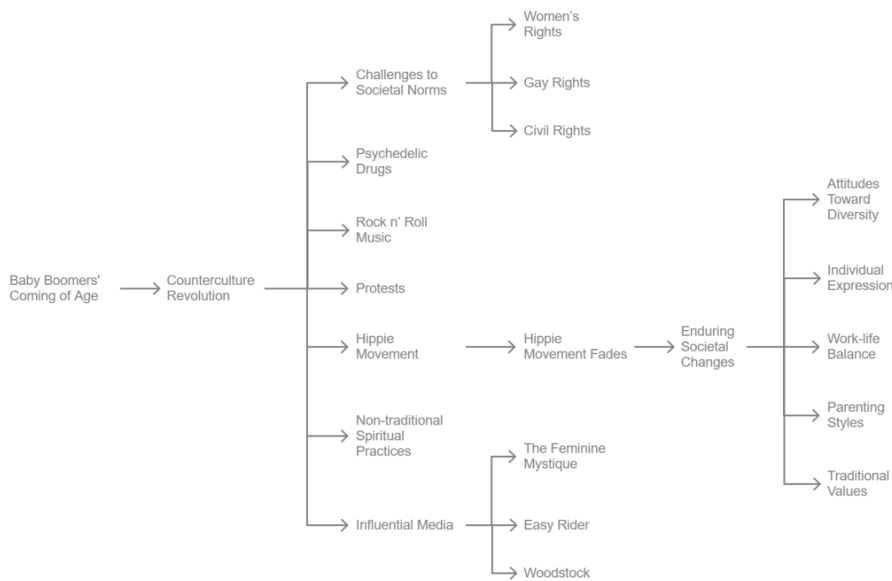 Baby Boomers'
Coming of Age
Counterculture
Revolution
Challenges to
Societal Norms
Women's
Rights
Gay Rights
Civil Rights
Psychedelic
Drugs
Rock n' Roll
Music
Protests
Hippie
Movement
Hippie
Movement Fades
Enduring
Societal
Changes
Attitudes
Toward
Diversity
Individual
Expression
Work-life
Balance
Parenting
Styles
Traditional
Values
Non-traditional
Spiritual
Practices
Influential Media
The Feminine
Mystique
Easy Rider
Woodstock